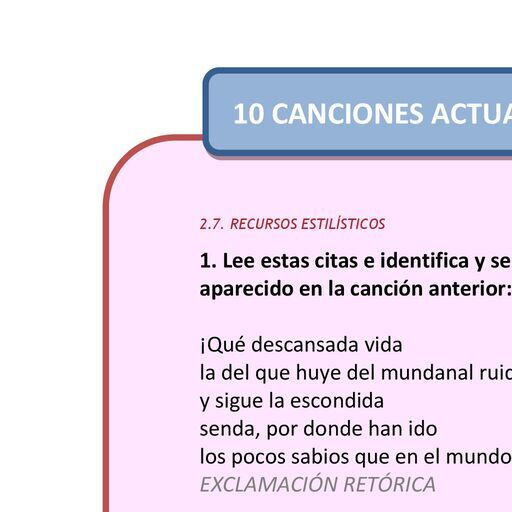 10 CANCIONES ACTUA
2.7. RECURSOS ESTILÍSTICOS
1. Lee estas citas e identifica y se
aparecido en la canción anterior:
¡Qué descansada vida
la del que huye del mundanal ruid
y sigue la escondida
senda, por donde han ido
los pocos sabios que en el mundo
EXCLAMACIÓN RETÓRICA